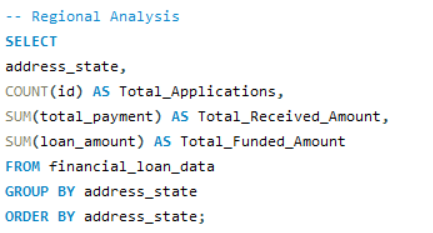 -- Regional Analysis
SELECT
address_state,
COUNT(id) AS Total_Applications,
SUM(total_payment) AS Total_Received_Amount,
SUM(loan_amount) AS Total_Funded_Amount
FROM financial_loan_data
GROUP BY address_state
ORDER BY address_state;